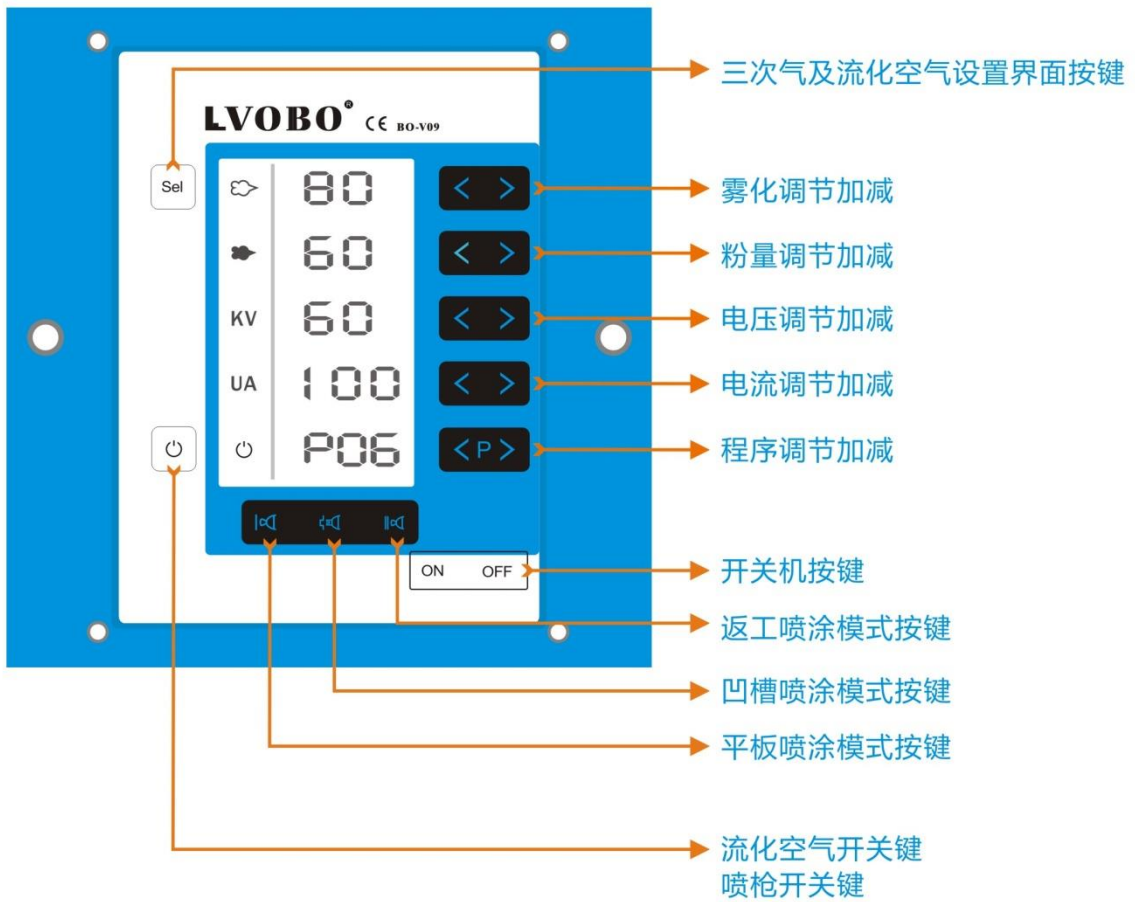 三次气及流化空气设置界面按键
LVOBO® CE BO-V09
Sel
80
雾化调节加减
60
粉量调节加减
KV 60
电压调节加减
UA 100
电流调节加减
P06 <P>
程序调节加减
ON OFF
开关机按键
返工喷涂模式按键
凹槽喷涂模式按键
平板喷涂模式按键
流化空气开关键
喷枪开关键